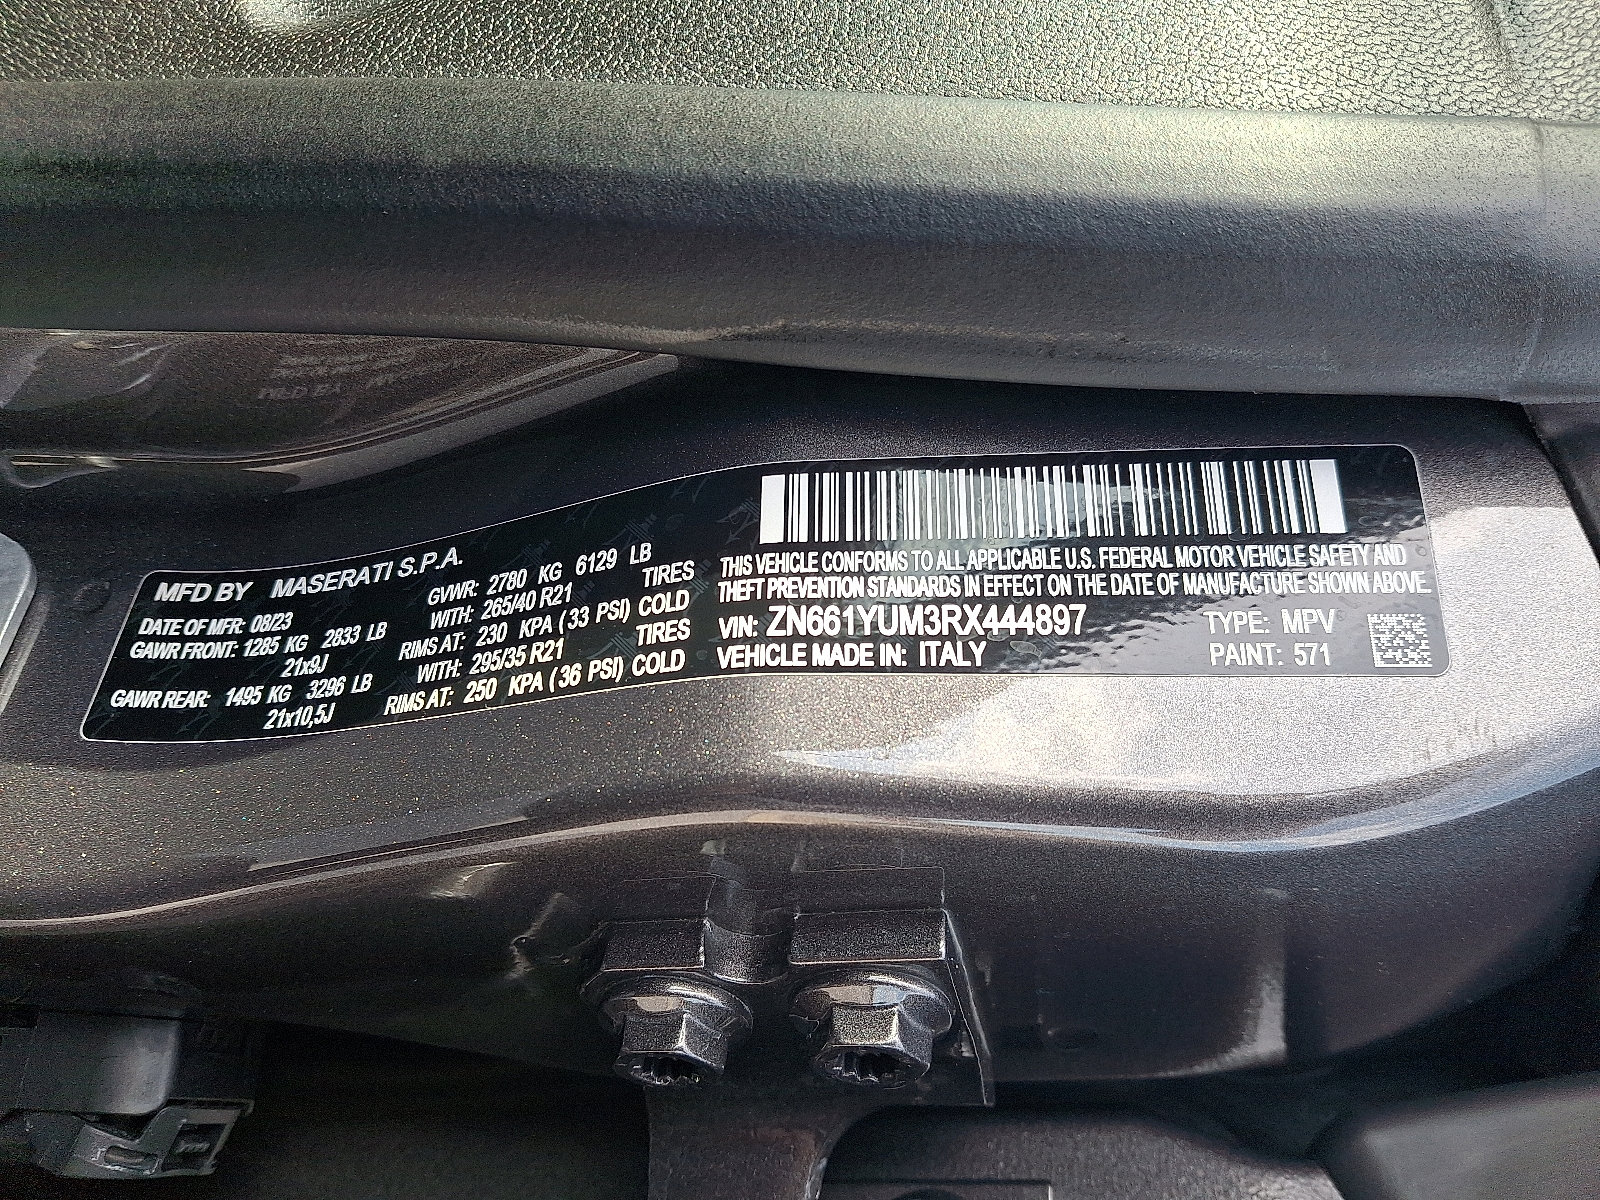 MFD BY MASERATI S.P.A.
DATE OF MFR: 08/23 GVWR: 2780 KG 6129 LB
GAWR FRONT: 1285 KG 2833 LB WITH: 265/40 R21 TIRES
21x9J RIMS AT: 230 KPA (33 PSI) COLD
GAWR REAR: 1495 KG 3296 LB WITH: 295/35 R21 TIRES
21x10,5J RIMS AT: 250 KPA (36 PSI) COLD
THIS VEHICLE CONFORMS TO ALL APPLICABLE U.S. FEDERAL MOTOR VEHICLE SAFETY AND
THEFT PREVENTION STANDARDS IN EFFECT ON THE DATE OF MANUFACTURE SHOWN ABOVE
VIN: ZN661YUM3RX444897 TYPE: MPV
VEHICLE MADE IN: ITALY PAINT: 571